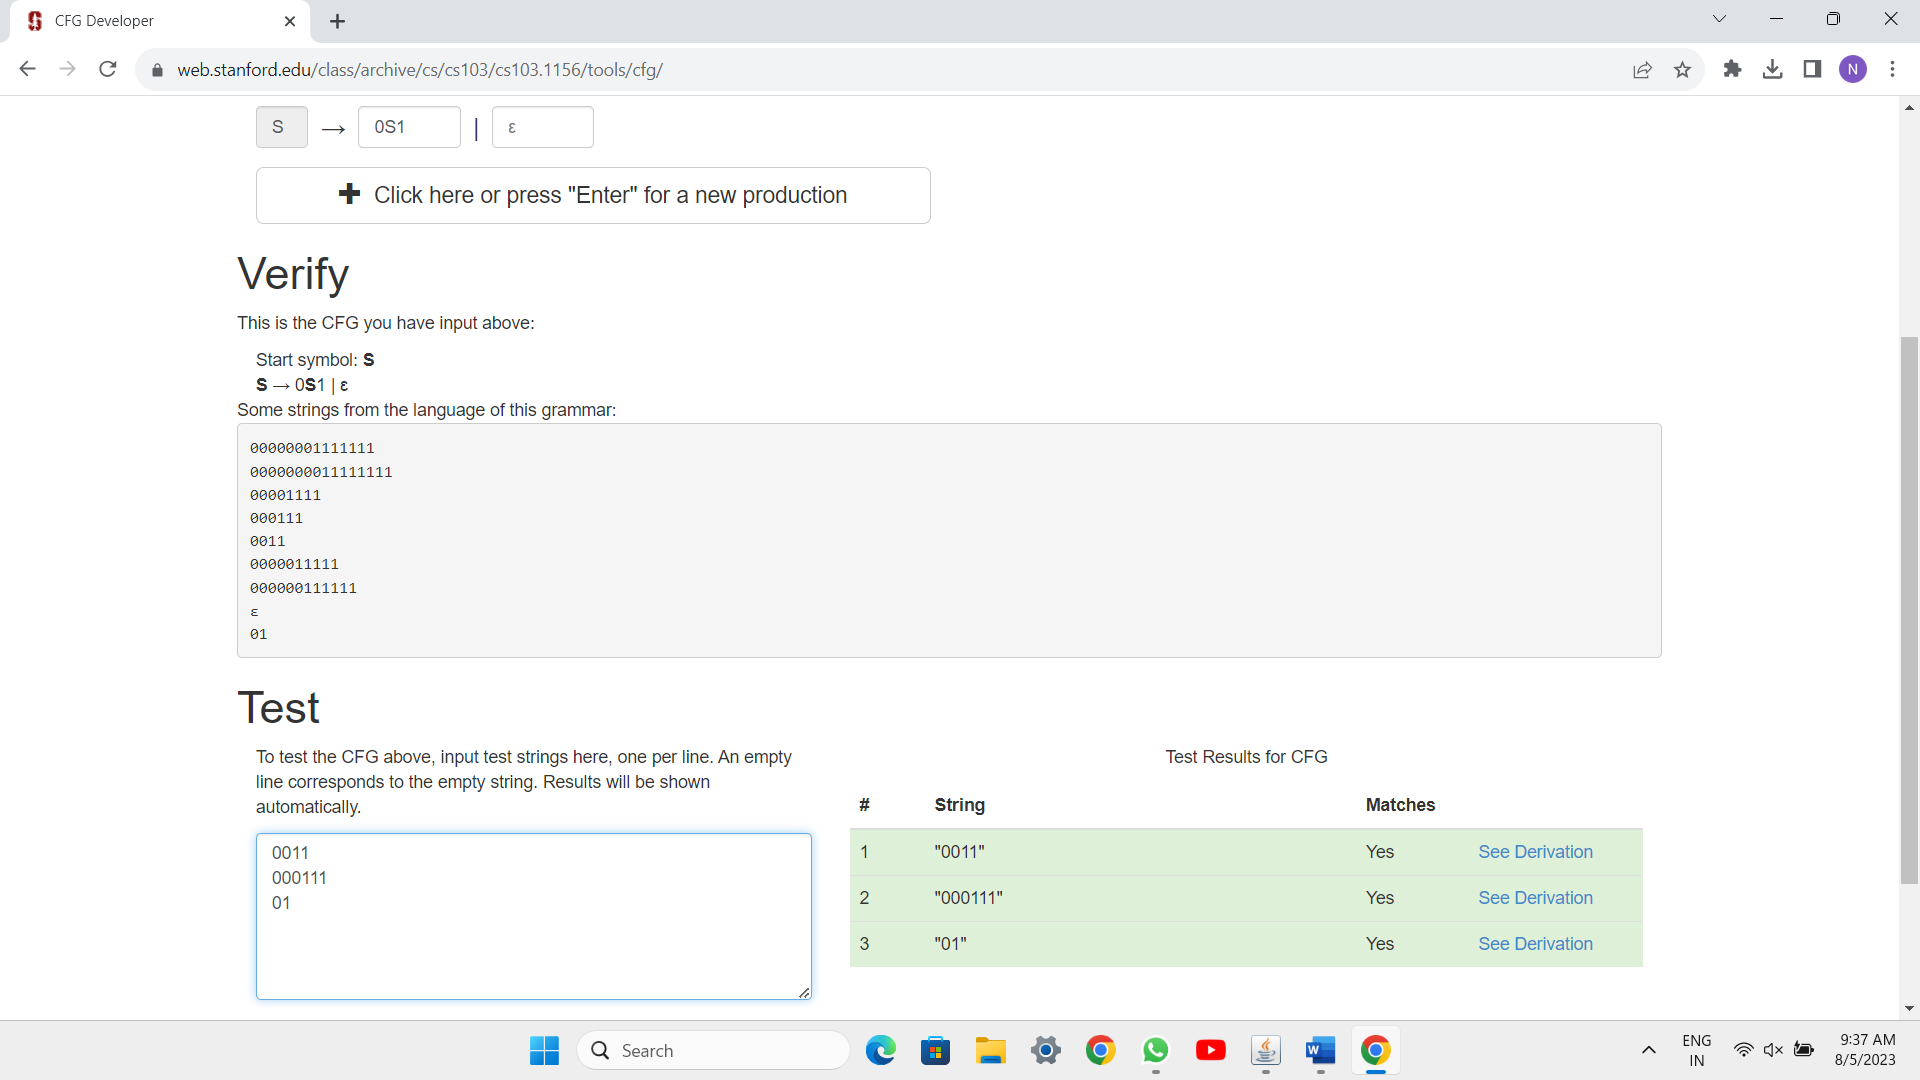 CFG Developer
web.stanford.edu/class/archive/cs/cs103/cs103.1156/tools/cfg/
N
S → 0S1 | ε
Click here or press "Enter" for a new production
Verify
This is the CFG you have input above:
Start symbol: S
S → 0S1 | ε
Some strings from the language of this grammar:
00000001111111
0000000011111111
00001111
000111
0011
0000011111
000000111111
ε
01
Test
To test the CFG above, input test strings here, one per line. An empty
line corresponds to the empty string. Results will be shown
automatically.
0011
000111
01
Test Results for CFG
# String Matches
1 "0011" Yes See Derivation
2 "000111" Yes See Derivation
3 "01" Yes See Derivation
Search
W
ENG
IN
9:37 AM
8/5/2023